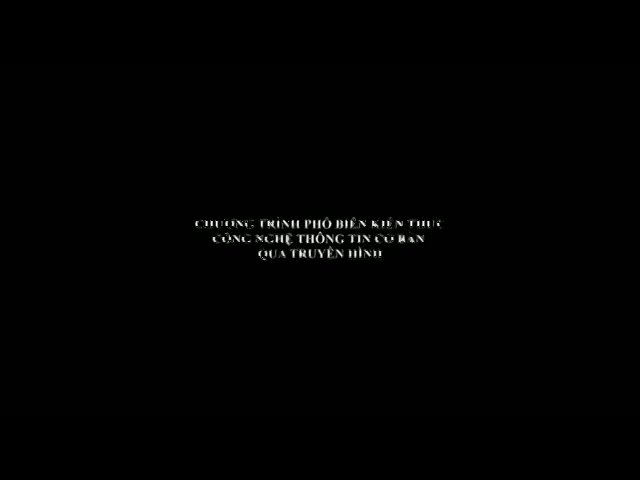 CHƯƠNG TRÌNH PHỔ BIẾN KIẾN THỨC
CÔNG NGHỆ THÔNG TIN CƠ BẢN
QUA TRUYỀN HÌNH